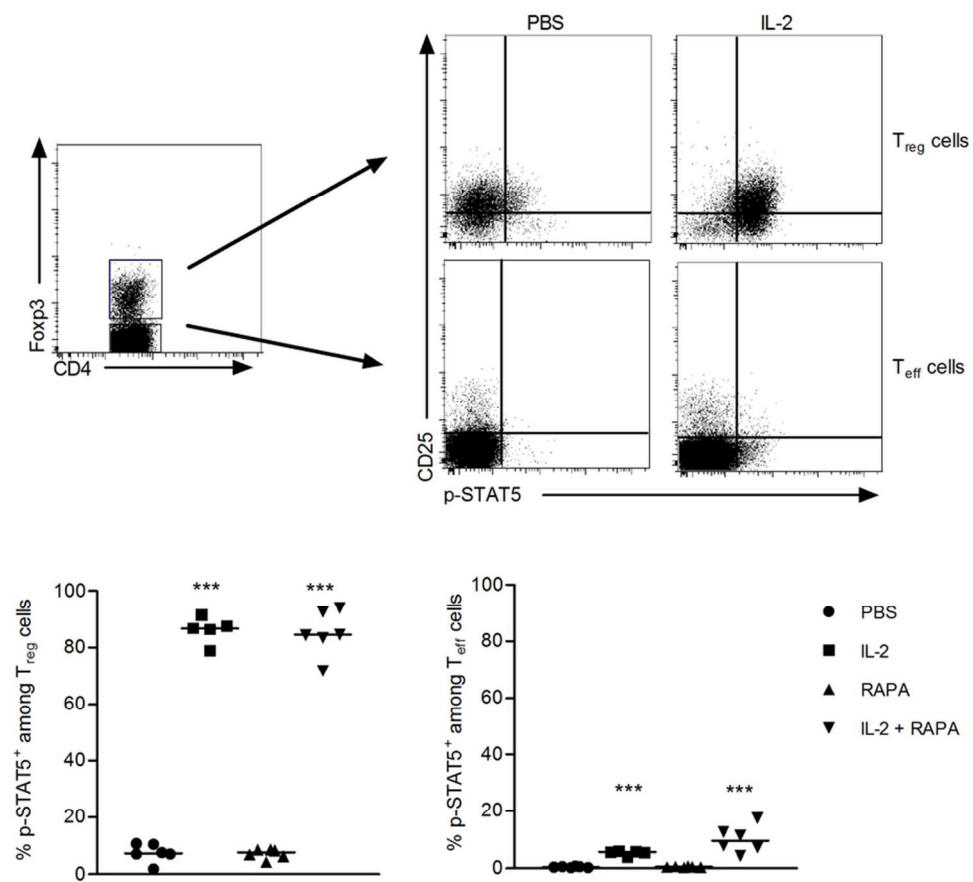 PBS IL-2
Treg cells
Foxp3
CD4
Teff cells
CD25
p-STAT5
*** ***
100
80
60
40
20
0
% p-STAT5+ among Treg cells
100
80
60
40
20
0
% p-STAT5+ among Teff cells
*** ***
PBS
IL-2
RAPA
IL-2 + RAPA